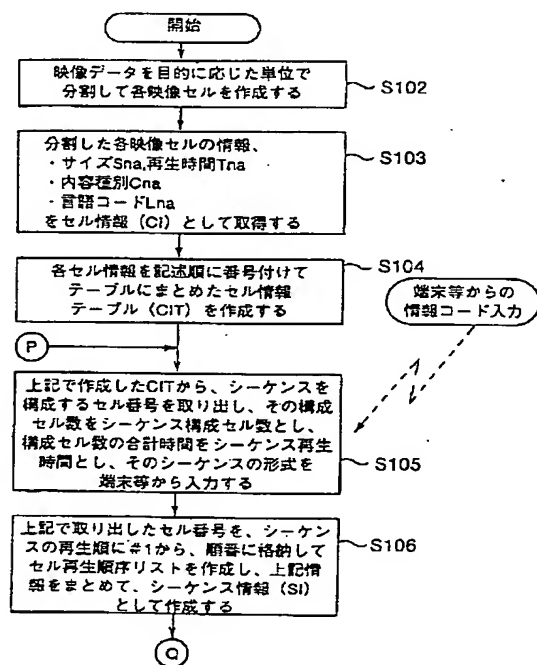 開始
映像データを目的に応じた単位で
分割して各映像セルを作成する
S102
分割した各映像セルの情報、
・サイズSna,再生時間Tna
・内容種別Cna
・言語コードLna
をセル情報（CI）として取得する
S103
各セル情報を記述順に番号付けて
テーブルにまとめたセル情報
テーブル（CIT）を作成する
S104
端末等からの
情報コード入力
P
上記で作成したCITから、シーケンスを
構成するセル番号を取り出し、その構成
セル数をシーケンス構成セル数とし、
構成セル数の合計時間をシーケンス再生
時間とし、そのシーケンスの形式を
端末等から入力する
S105
上記で取り出したセル番号を、シーケン
スの再生順に#1から、順番に格納して
セル再生順序リストを作成し、上記情
報をまとめて、シーケンス情報（SI）
として作成する
S106
Q